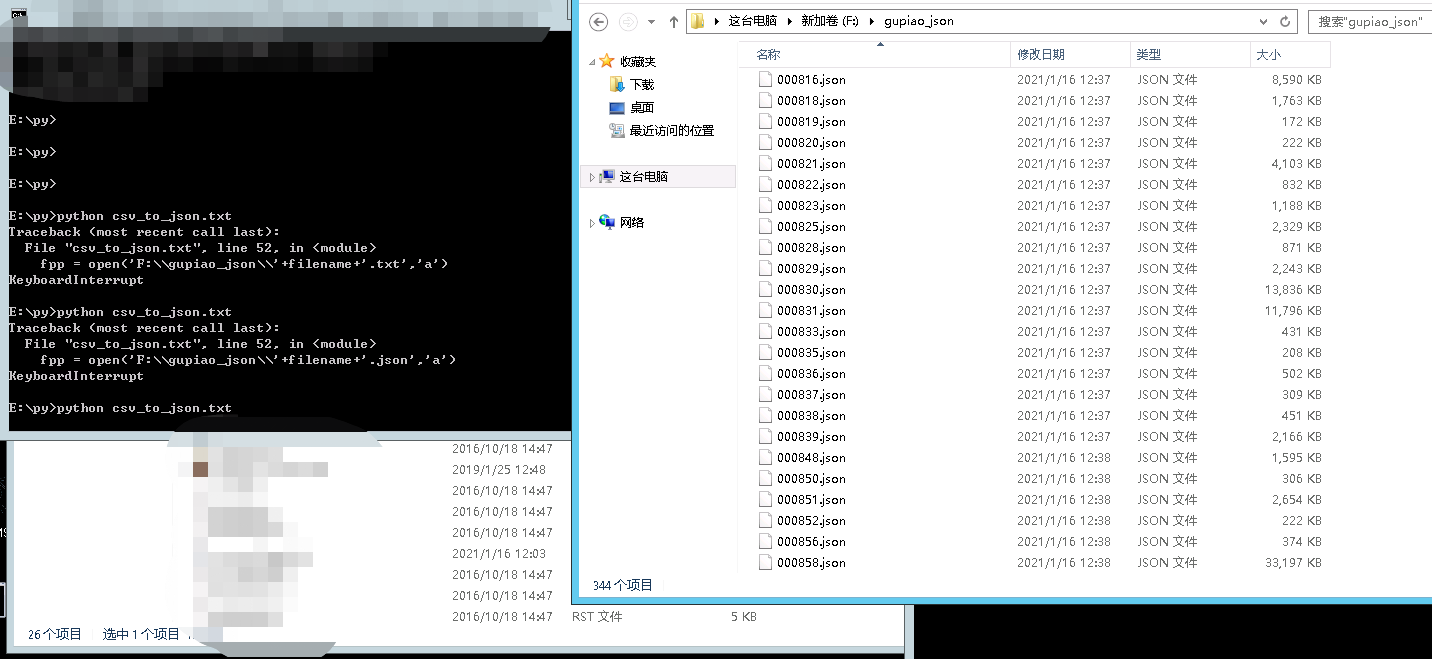 E:\py>
E:\py>
E:\py>
E:\py>python csv_to_json.txt
Traceback (most recent call last):
File "csv_to_json.txt", line 52, in <module>
fpp = open('F:\\gupiao_json\\'+filename+'.txt','a')
KeyboardInterrupt
E:\py>python csv_to_json.txt
Traceback (most recent call last):
File "csv_to_json.txt", line 52, in <module>
fpp = open('F:\\gupiao_json\\'+filename+'.json','a')
KeyboardInterrupt
E:\py>python csv_to_json.txt
2016/10/18 14:47
2019/1/25 12:48
2016/10/18 14:47
2016/10/18 14:47
2016/10/18 14:47
2021/1/16 12:03
2016/10/18 14:47
2016/10/18 14:47
2016/10/18 14:47 RST 文件 5 KB
26 个项目 选中 1 个项目
这台电脑 新加卷 (F:) gupiao_json 搜索"gupiao_json"
收藏夹
下载
桌面
最近访问的位置
这台电脑
网络
名称 修改日期 类型 大小
000816.json 2021/1/16 12:37 JSON 文件 8,590 KB
000818.json 2021/1/16 12:37 JSON 文件 1,763 KB
000819.json 2021/1/16 12:37 JSON 文件 172 KB
000820.json 2021/1/16 12:37 JSON 文件 222 KB
000821.json 2021/1/16 12:37 JSON 文件 4,103 KB
000822.json 2021/1/16 12:37 JSON 文件 832 KB
000823.json 2021/1/16 12:37 JSON 文件 1,188 KB
000825.json 2021/1/16 12:37 JSON 文件 2,329 KB
000828.json 2021/1/16 12:37 JSON 文件 871 KB
000829.json 2021/1/16 12:37 JSON 文件 2,243 KB
000830.json 2021/1/16 12:37 JSON 文件 13,836 KB
000831.json 2021/1/16 12:37 JSON 文件 11,796 KB
000833.json 2021/1/16 12:37 JSON 文件 431 KB
000835.json 2021/1/16 12:37 JSON 文件 208 KB
000836.json 2021/1/16 12:37 JSON 文件 502 KB
000837.json 2021/1/16 12:37 JSON 文件 309 KB
000838.json 2021/1/16 12:37 JSON 文件 451 KB
000839.json 2021/1/16 12:37 JSON 文件 2,166 KB
000848.json 2021/1/16 12:38 JSON 文件 1,595 KB
000850.json 2021/1/16 12:38 JSON 文件 306 KB
000851.json 2021/1/16 12:38 JSON 文件 2,654 KB
000852.json 2021/1/16 12:38 JSON 文件 222 KB
000856.json 2021/1/16 12:38 JSON 文件 374 KB
000858.json 2021/1/16 12:38 JSON 文件 33,197 KB
344 个项目